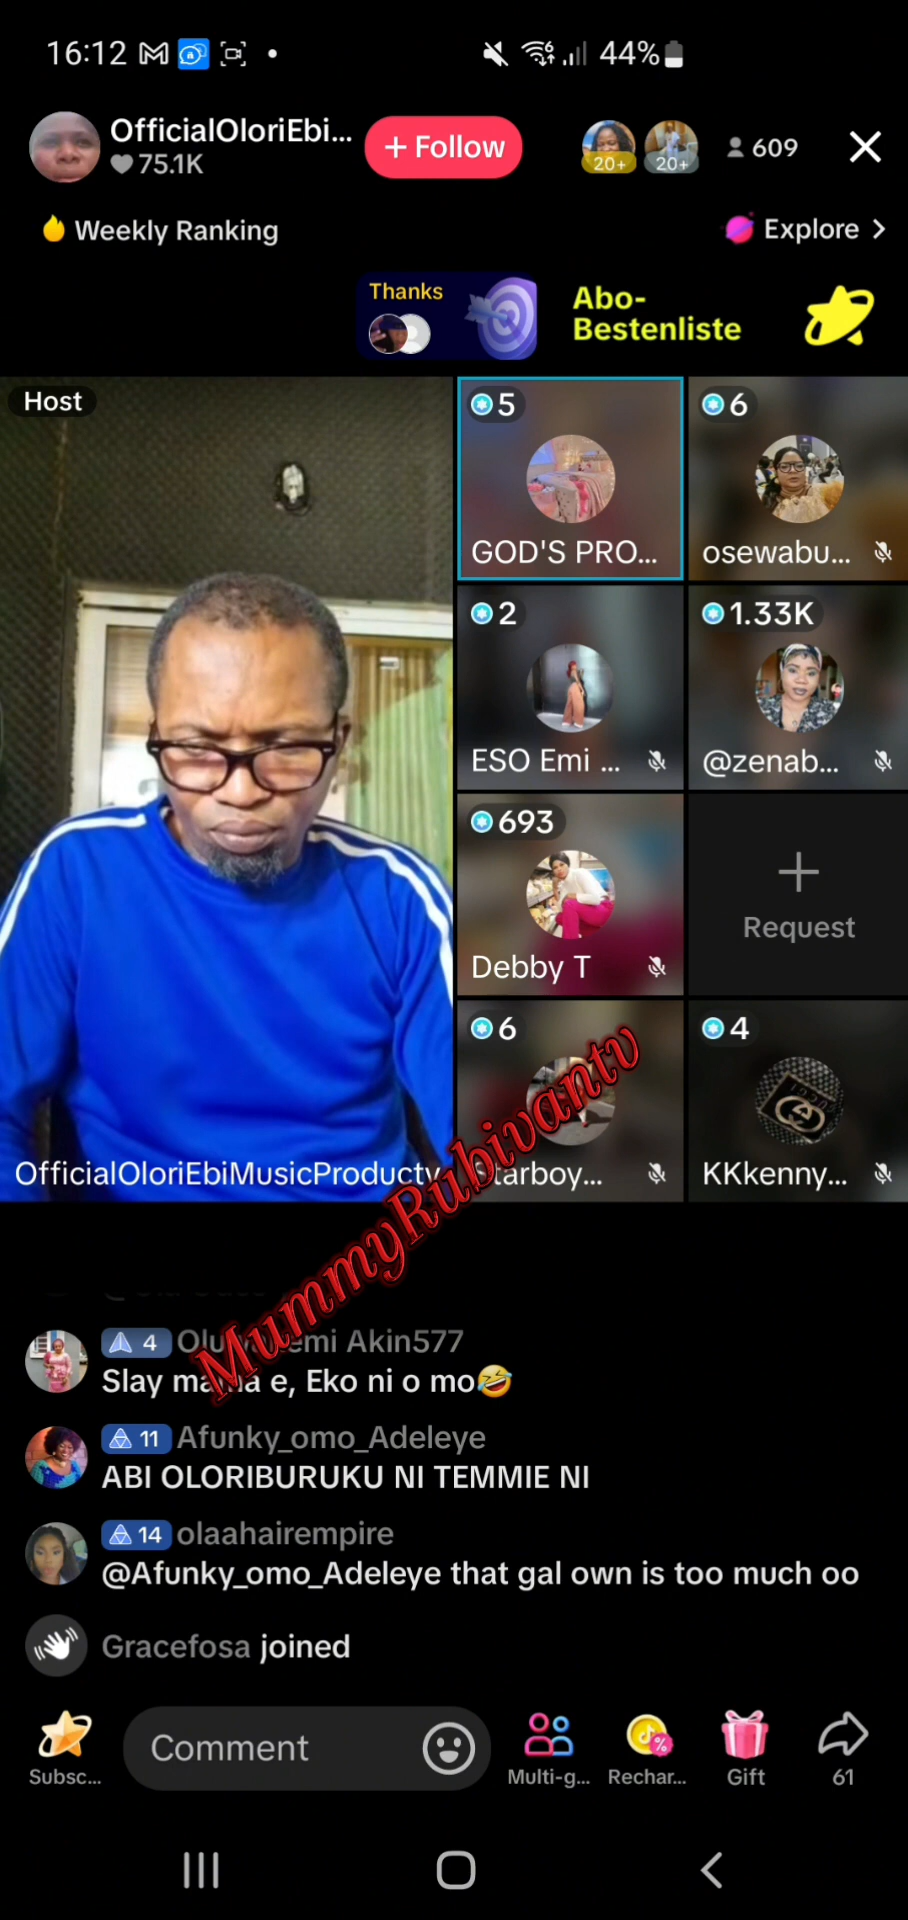 16:12
44%
OfficialOloriEbi...
75.1K
+ Follow
20+
20+
609
Weekly Ranking
Explore >
Thanks
Abo-
Bestenliste
Host
5
GOD'S PRO...
6
osewabu...
2
ESO Emi ...
1.33K
@zenab...
693
Debby T
Request
6
Starboy...
4
KKkenny...
OfficialOloriEbiMusicProductv
MummyRubivantv
4 Akin577
Slay mama e, Eko ni o mo🤣
11 Afunky_omo_Adeleye
ABI OLORIBURUKU NI TEMMIE NI
14 olaahairempire
@Afunky_omo_Adeleye that gal own is too much oo
Gracefosa joined
Subsc...
Comment
Multi-g...
Rechar...
Gift
61